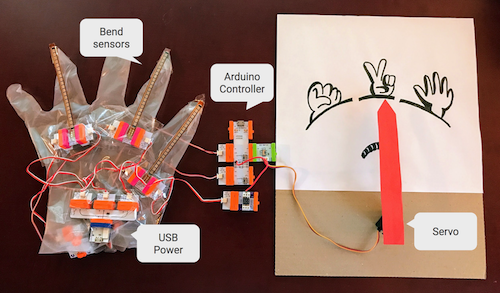 Bend
sensors
Arduino
Controller
USB
Power
Servo